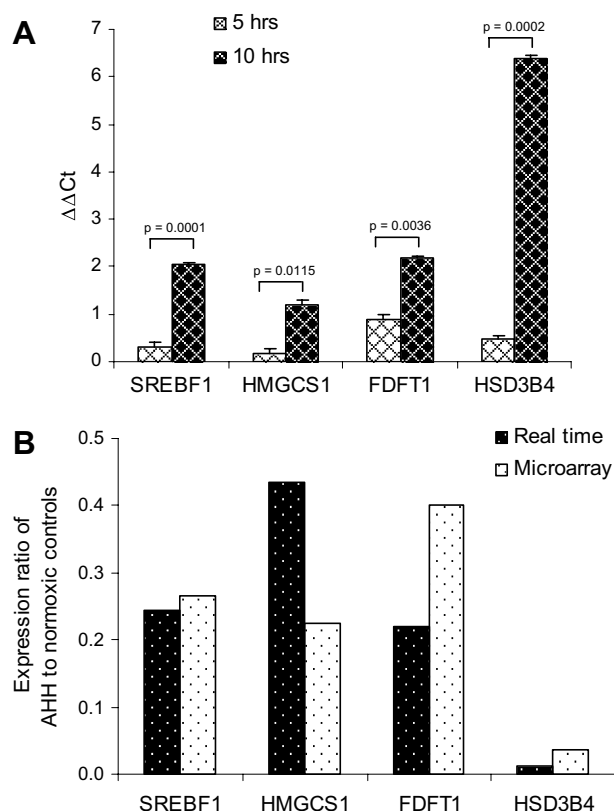 A
5 hrs
10 hrs
ΔΔCt
7
6
5
4
3
2
1
0
p = 0.0001
p = 0.0115
p = 0.0036
p = 0.0002
SREBF1 HMGCS1 FDFT1 HSD3B4
B
Real time
Microarray
Expression ratio of
AHH to normoxic controls
0.5
0.4
0.3
0.2
0.1
0.0
SREBF1 HMGCS1 FDFT1 HSD3B4